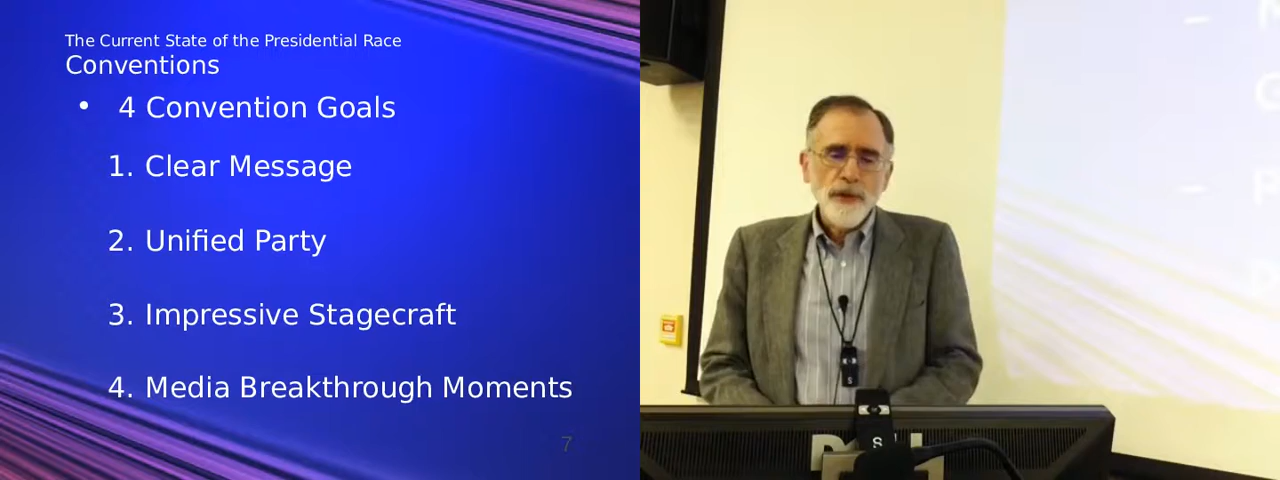 The Current State of the Presidential Race
Conventions
• 4 Convention Goals
1. Clear Message
2. Unified Party
3. Impressive Stagecraft
4. Media Breakthrough Moments
7
S
S